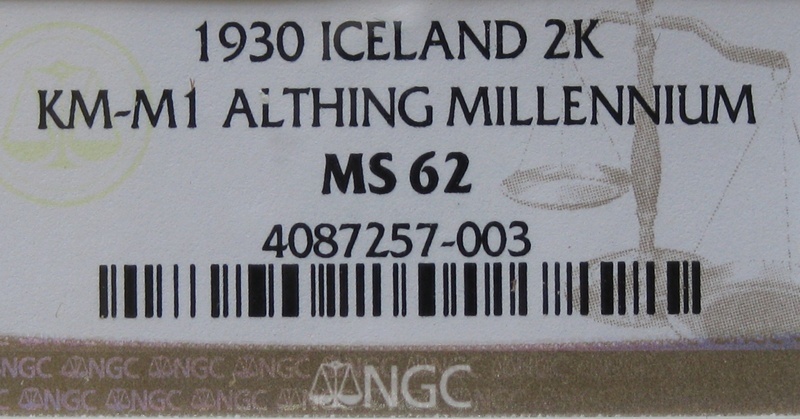 1930 ICELAND 2K
KM-M1 ALTHING MILLENNIUM
MS 62
4087257-003
NGC NGC NGC NGC
NGC NGC NGC NGC
NGC